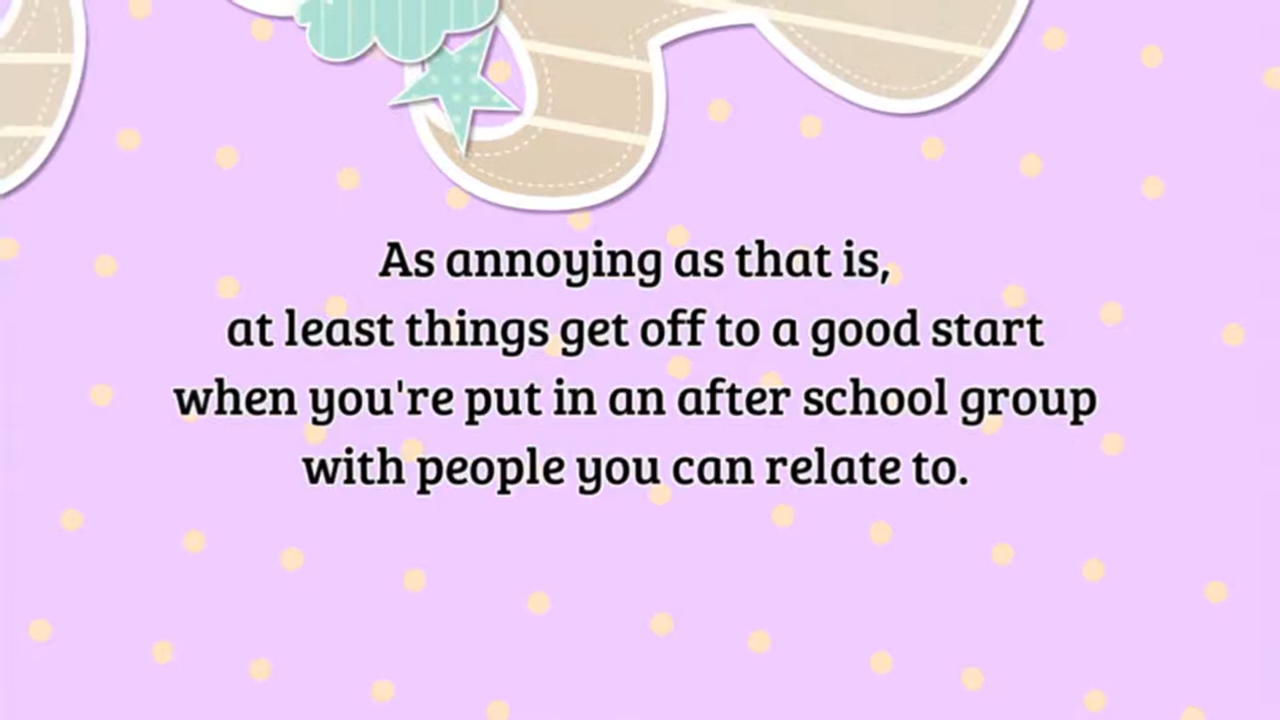 As annoying as that is,
at least things get off to a good start
when you're put in an after school group
with people you can relate to.